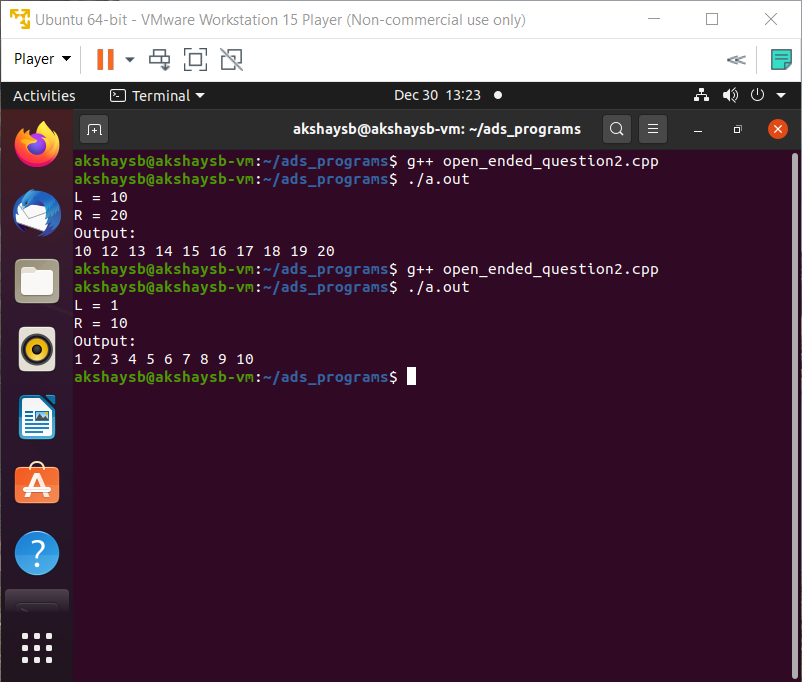 Ubuntu 64-bit - VMware Workstation 15 Player (Non-commercial use only)
Player
Activities Terminal Dec 30 13:23
akshaysb@akshaysb-vm: ~/ads_programs
akshaysb@akshaysb-vm:~/ads_programs$ g++ open_ended_question2.cpp
akshaysb@akshaysb-vm:~/ads_programs$ ./a.out
L = 10
R = 20
Output:
10 12 13 14 15 16 17 18 19 20
akshaysb@akshaysb-vm:~/ads_programs$ g++ open_ended_question2.cpp
akshaysb@akshaysb-vm:~/ads_programs$ ./a.out
L = 1
R = 10
Output:
1 2 3 4 5 6 7 8 9 10
akshaysb@akshaysb-vm:~/ads_programs$